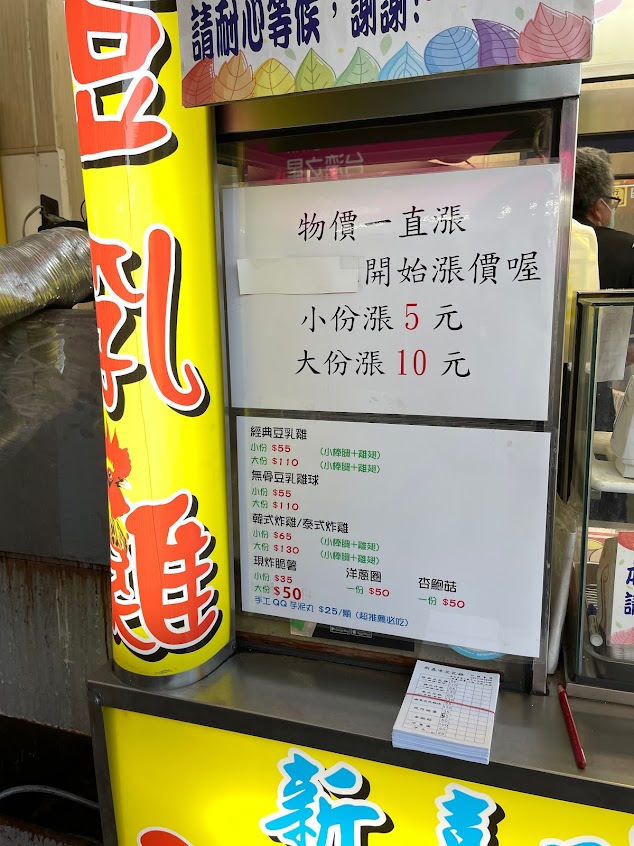 請耐心等候，謝謝!
豆乳雞
物價一直漲
開始漲價喔
小份漲 5 元
大份漲 10 元
經典豆乳雞
小份 $55 (小棒腿+雞翅)
大份 $110 (小棒腿+雞翅)
無骨豆乳雞球
小份 $55
大份 $110
韓式炸雞/泰式炸雞
小份 $65 (小棒腿+雞翅)
大份 $130 (小棒腿+雞翅)
現炸脆薯 洋蔥圈 杏鮑菇
小份 $35 一份 $50 一份 $50
大份 $50
手工QQ芋泥丸 $25/顆 (超推薦必吃)
新